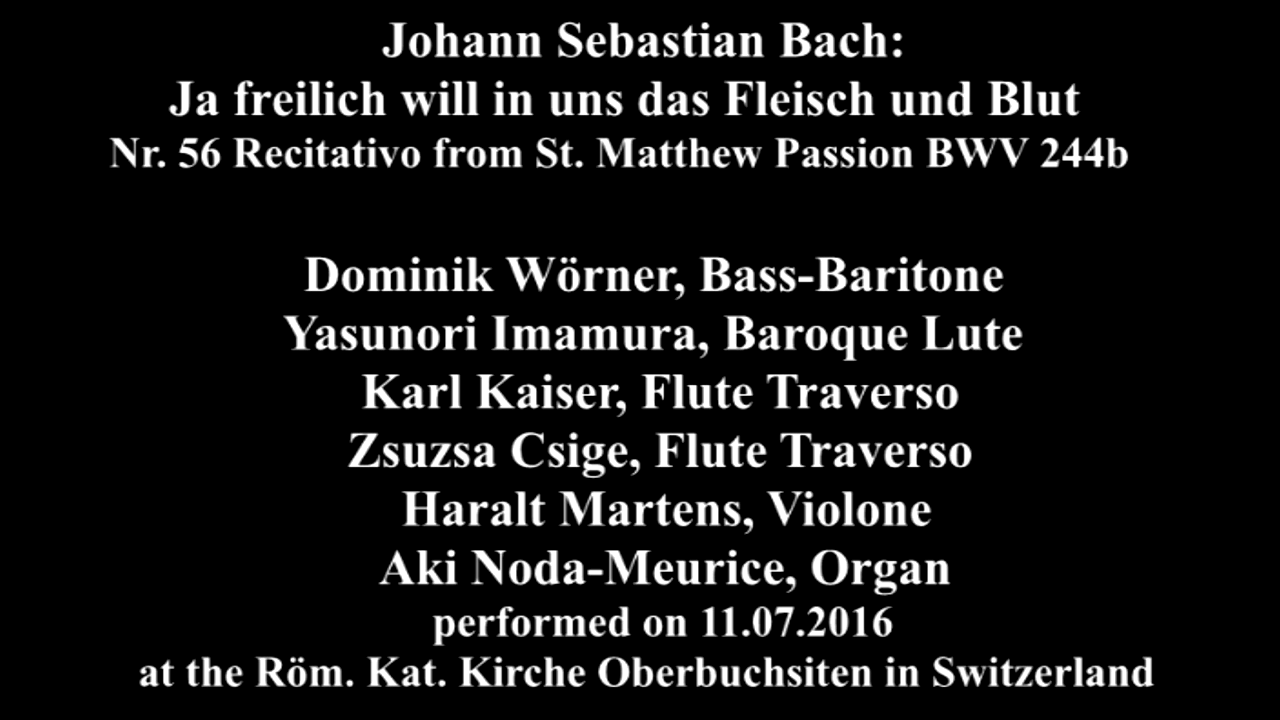 Johann Sebastian Bach:
Ja freilich will in uns das Fleisch und Blut
Nr. 56 Recitativo from St. Matthew Passion BWV 244b
Dominik Wörner, Bass-Baritone
Yasunori Imamura, Baroque Lute
Karl Kaiser, Flute Traverso
Zsuzsa Csige, Flute Traverso
Haralt Martens, Violone
Aki Noda-Meurice, Organ
performed on 11.07.2016
at the Röm. Kat. Kirche Oberbuchsiten in Switzerland